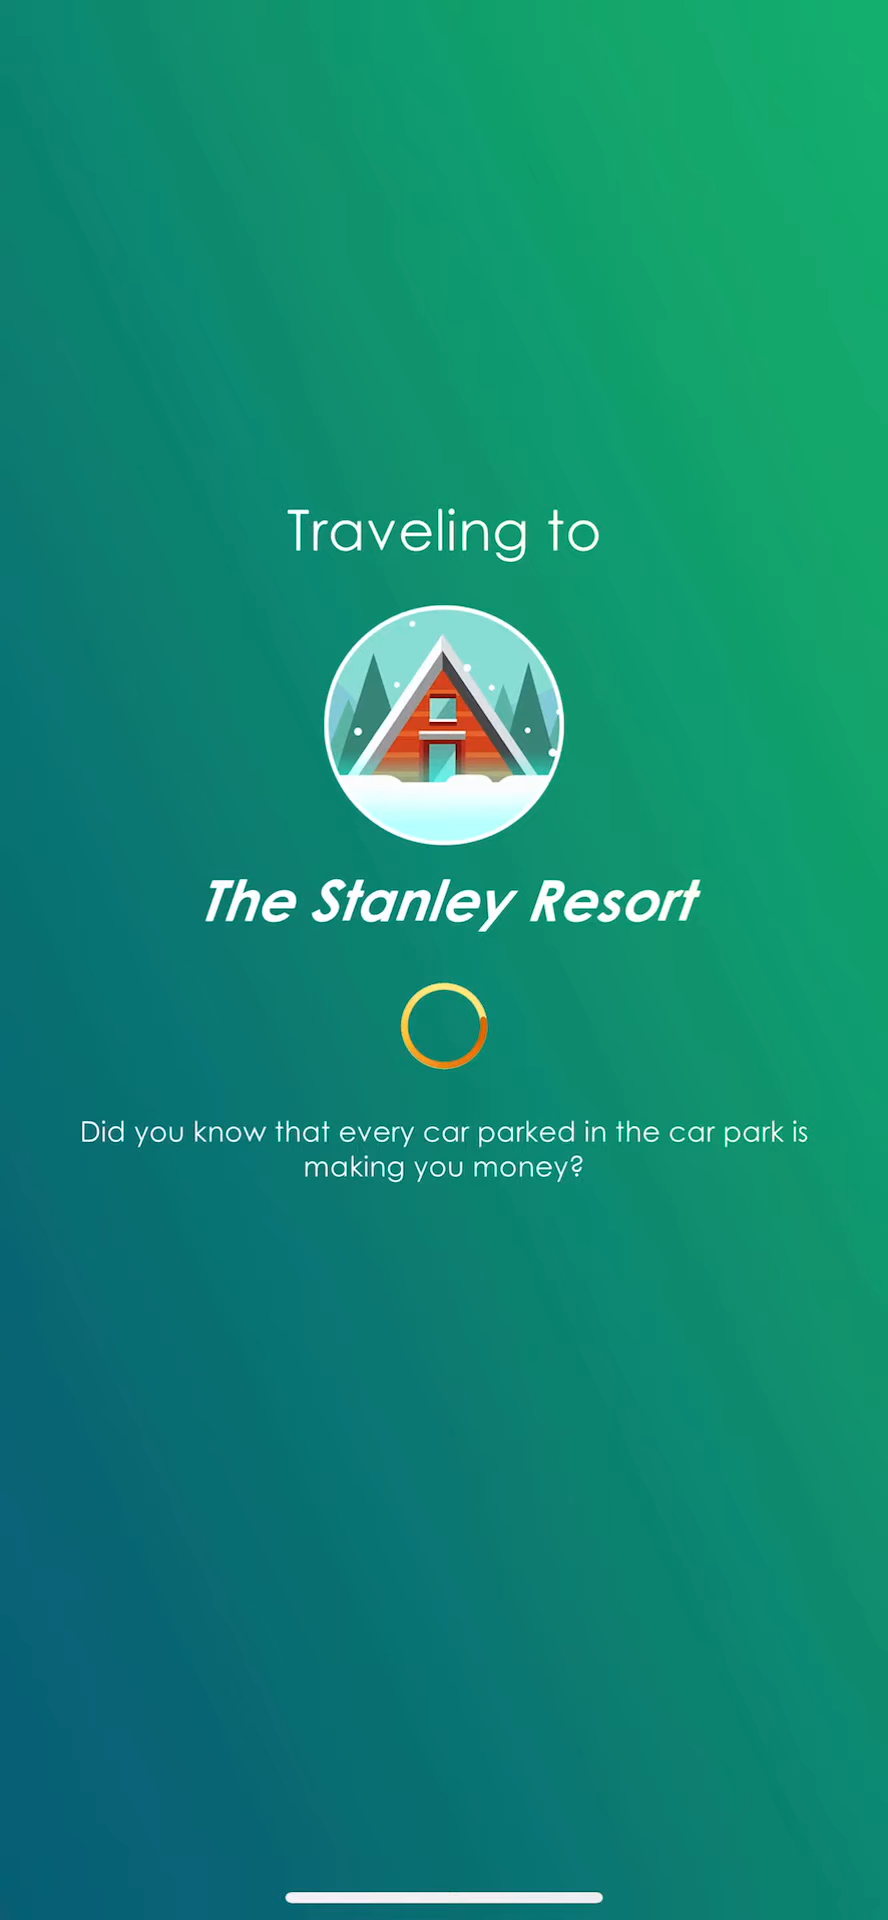 Traveling to
The Stanley Resort
Did you know that every car parked in the car park is
making you money?